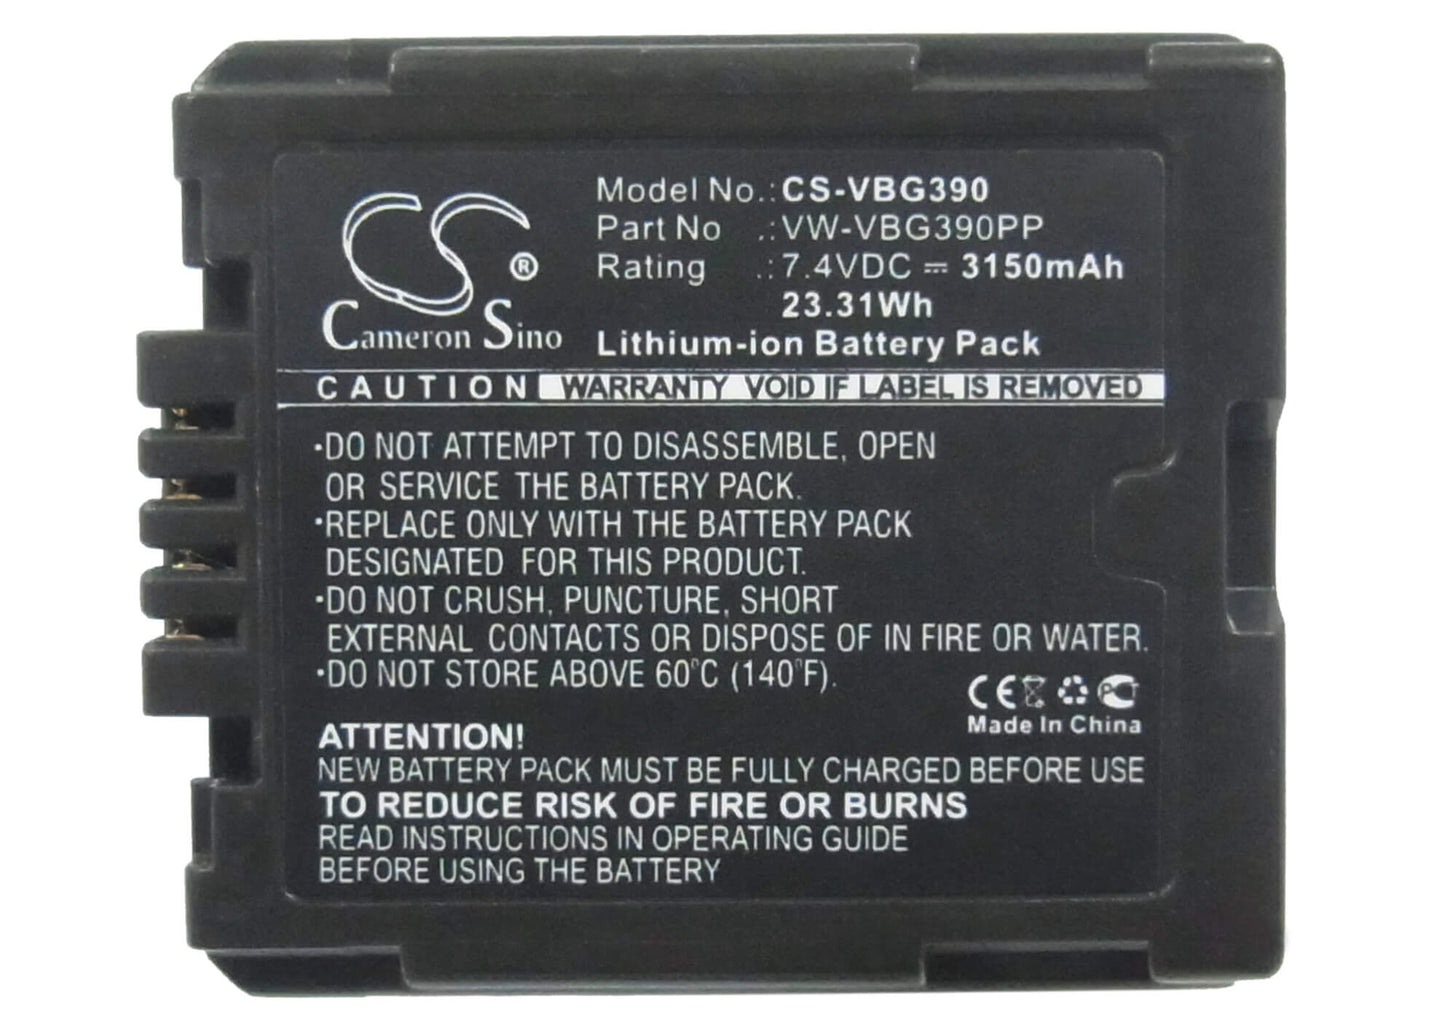 CS®
Cameron Sino
Model No.: CS-VBG390
Part No .: VW-VBG390PP
Rating .: 7.4VDC ⎓ 3150mAh
23.31Wh
Lithium-ion Battery Pack
CAUTION WARRANTY VOID IF LABEL IS REMOVED
·DO NOT ATTEMPT TO DISASSEMBLE, OPEN
OR SERVICE THE BATTERY PACK.
·REPLACE ONLY WITH THE BATTERY PACK
DESIGNATED FOR THIS PRODUCT.
·DO NOT CRUSH, PUNCTURE, SHORT
EXTERNAL CONTACTS OR DISPOSE OF IN FIRE OR WATER.
·DO NOT STORE ABOVE 60°C (140°F).
CE PCT
Made In China
ATTENTION!
NEW BATTERY PACK MUST BE FULLY CHARGED BEFORE USE
TO REDUCE RISK OF FIRE OR BURNS
READ INSTRUCTIONS IN OPERATING GUIDE
BEFORE USING THE BATTERY